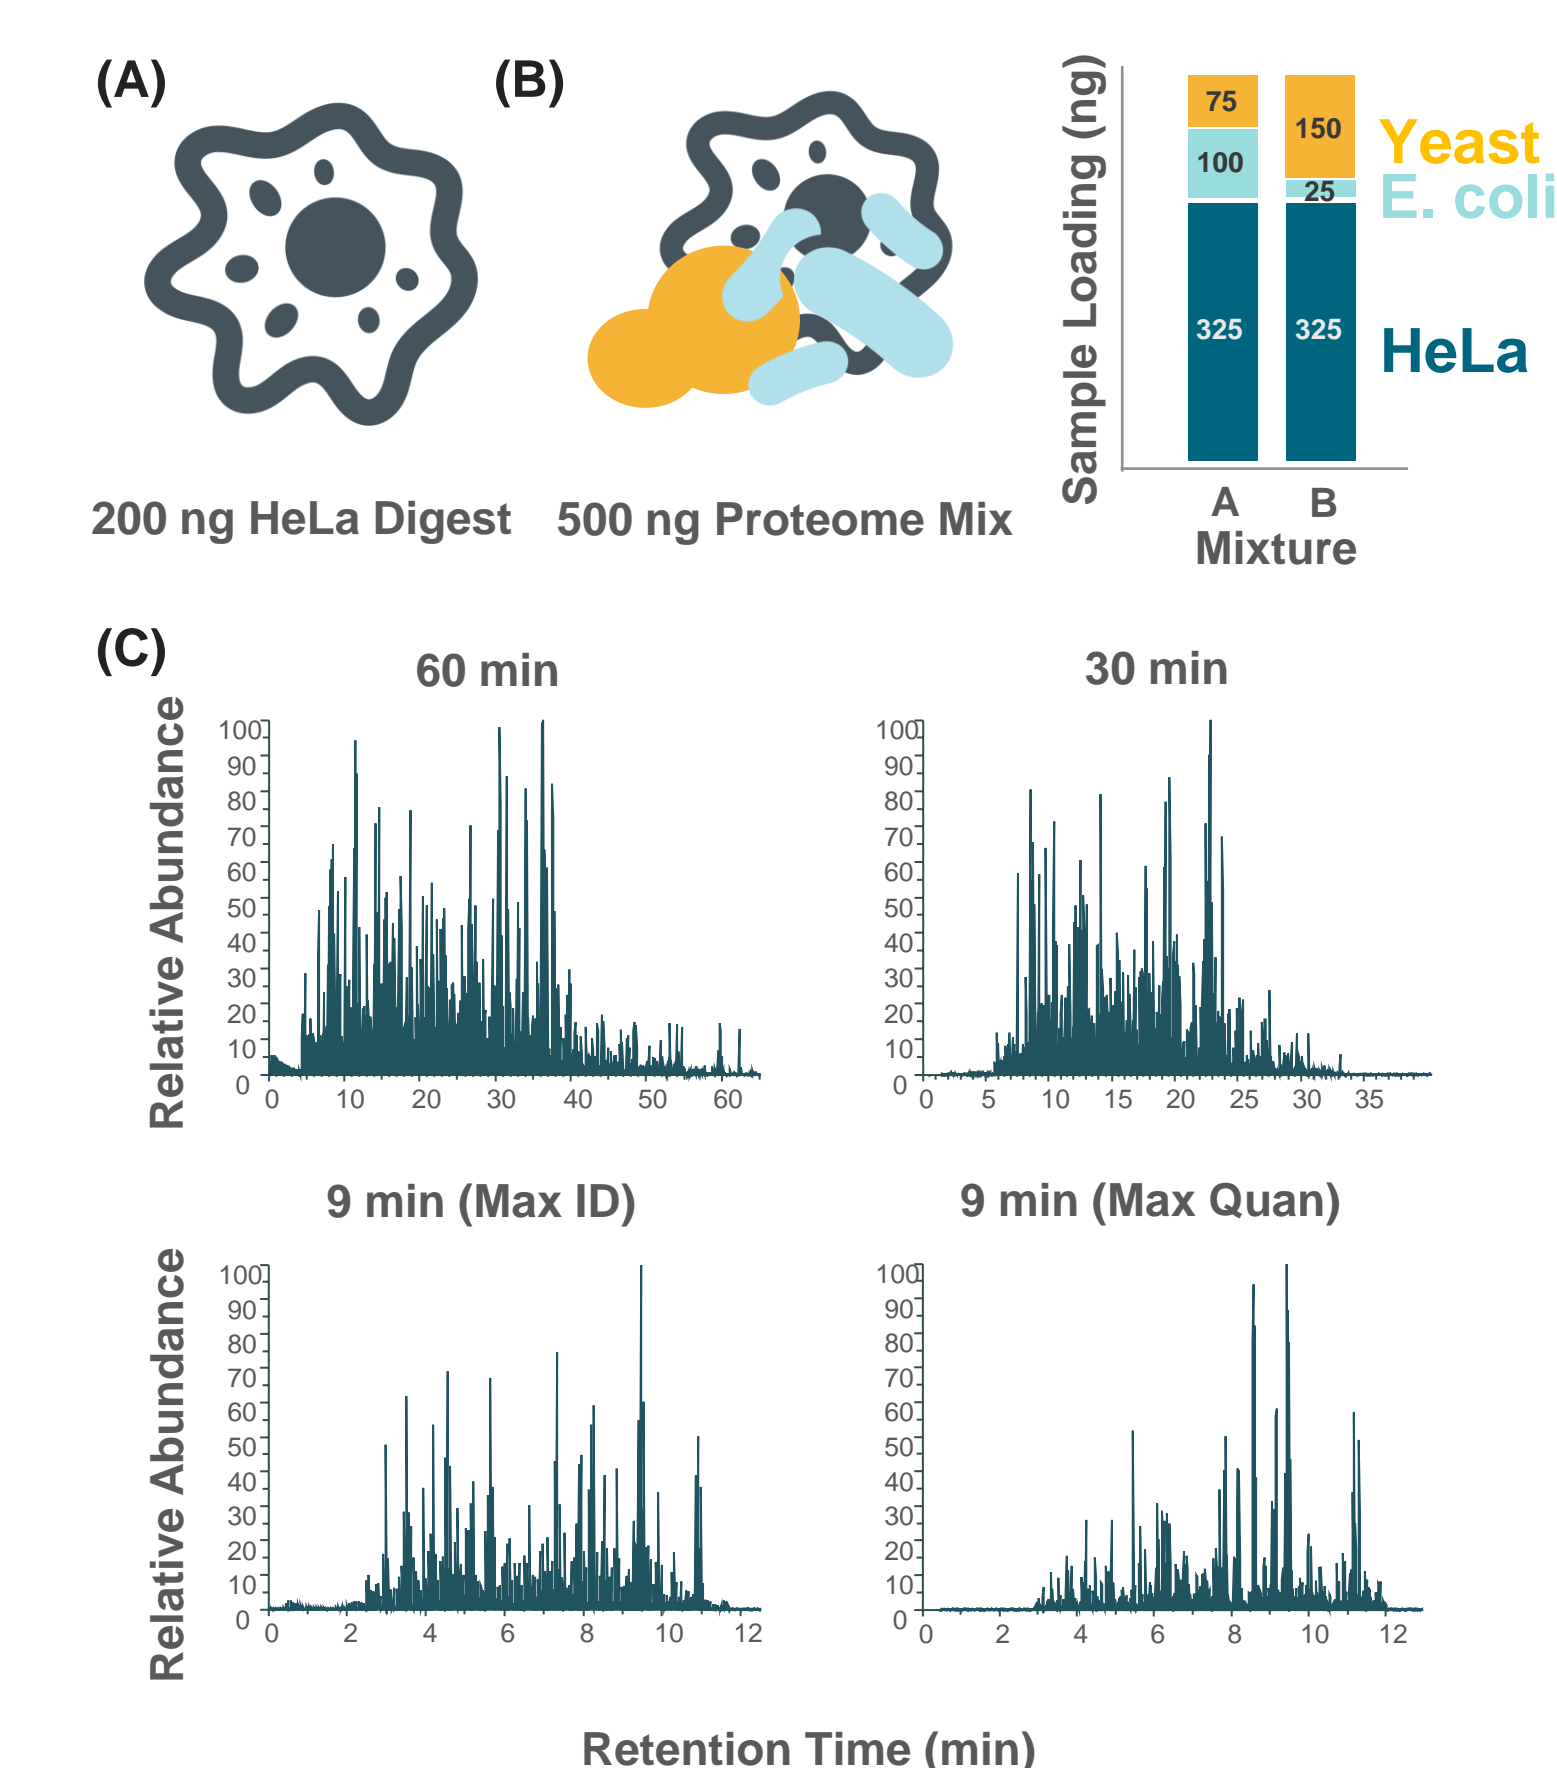 (A)
(B)
Sample Loading (ng)
75
100
325
150
25
325
Yeast
E. coli
HeLa
A
B
Mixture
200 ng HeLa Digest
500 ng Proteome Mix
(C)
60 min
Relative Abundance
100
90
80
70
60
50
40
30
20
10
0
0 10 20 30 40 50 60
30 min
100
90
80
70
60
50
40
30
20
10
0
0 5 10 15 20 25 30 35
9 min (Max ID)
Relative Abundance
100
90
80
70
60
50
40
30
20
10
0
0 2 4 6 8 10 12
9 min (Max Quan)
100
90
80
70
60
50
40
30
20
10
0
0 2 4 6 8 10 12
Retention Time (min)